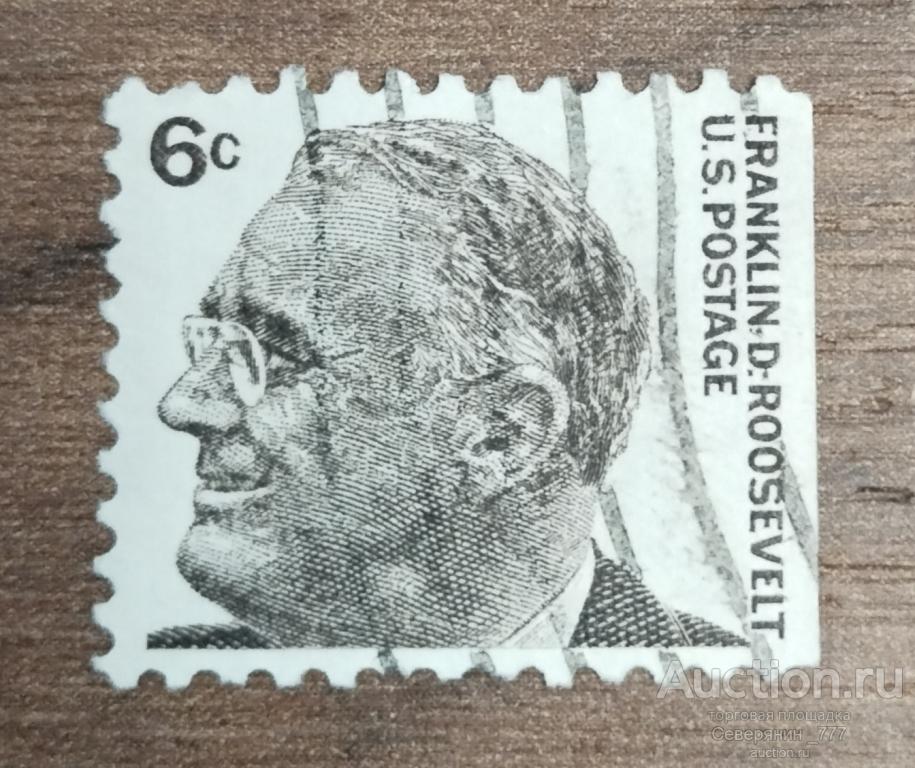 6c
FRANKLIN·D·ROOSEVELT
U.S.POSTAGE
Auction.ru
торговая площадка
Северянин_777
auction.ru